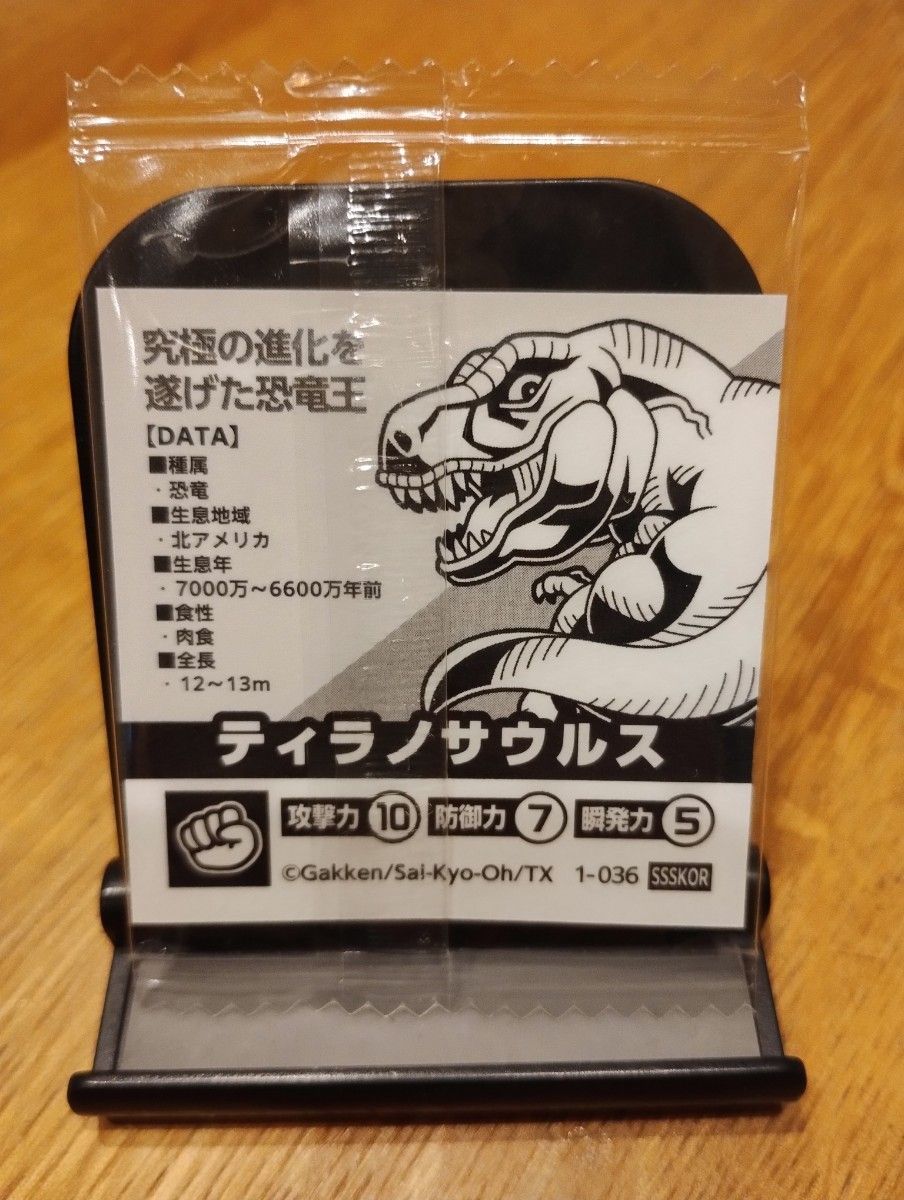 究極の進化を
遂げた恐竜王
【DATA】
■種属
・恐竜
■生息地域
・北アメリカ
■生息年
・7000万～6600万年前
■食性
・肉食
■全長
・12～13m
ティラノサウルス
攻撃力 10 防御力 7 瞬発力 5
©Gakken/Sai-Kyo-Oh/TX 1-036 SSSKOR